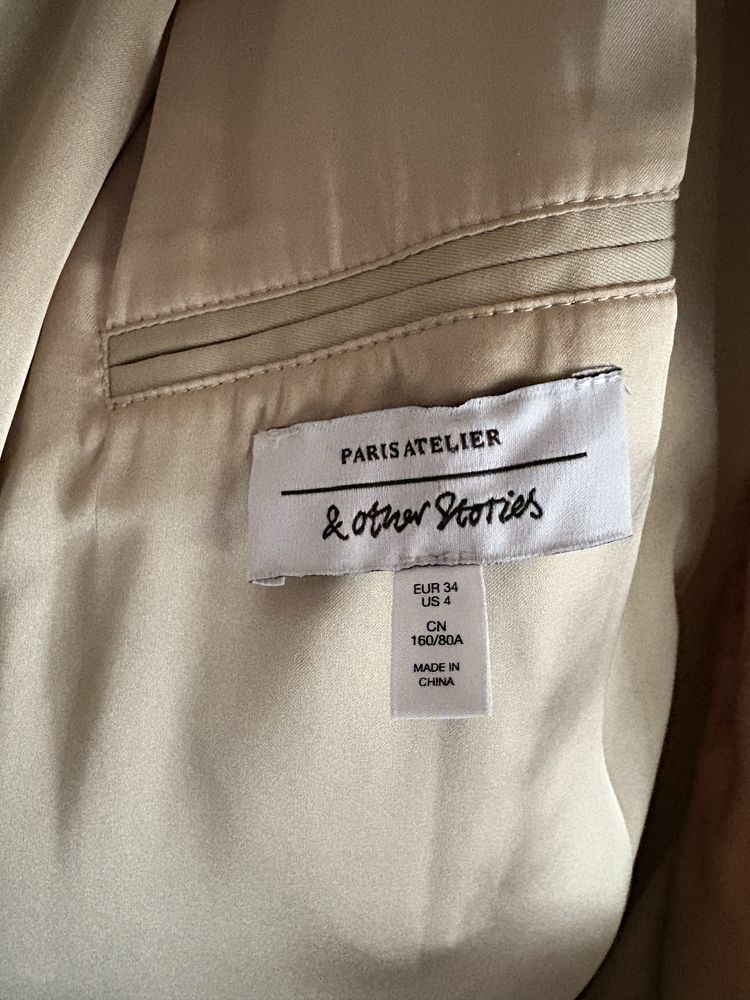 PARIS ATELIER
& other Stories
EUR 34
US 4
CN
160/80A
MADE IN
CHINA